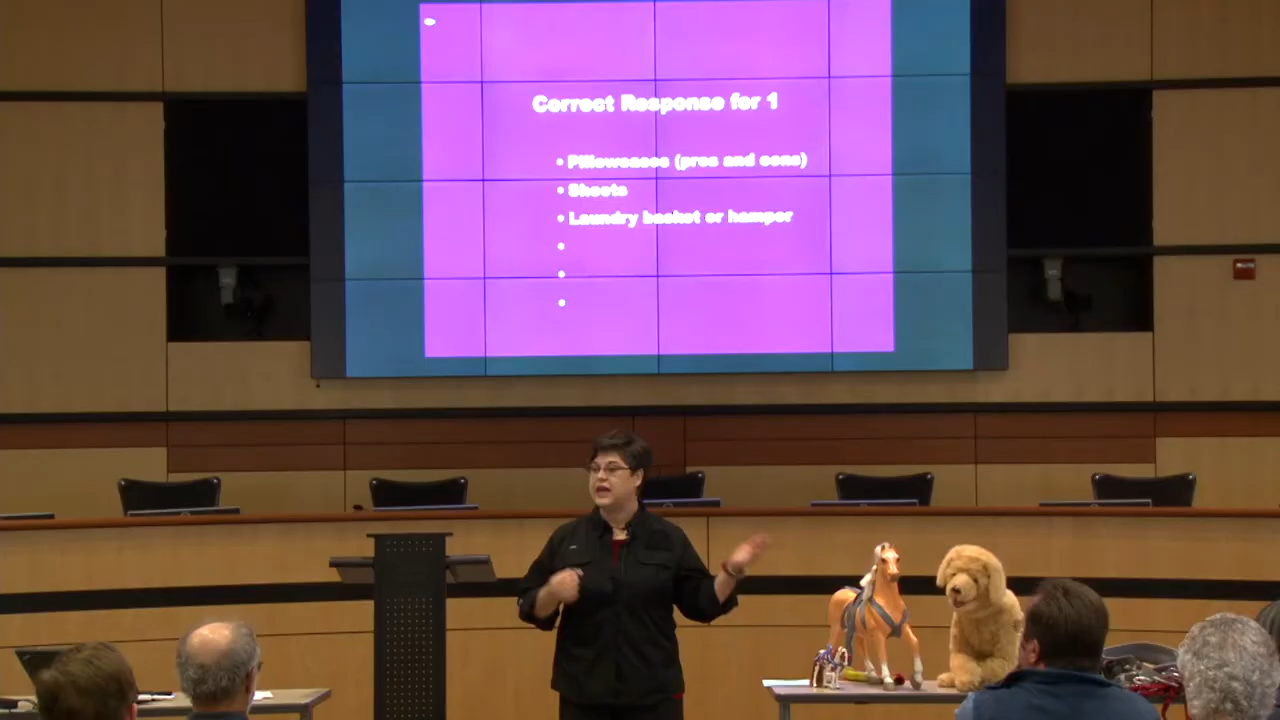 Correct Response for 1
• Pillowcases (pros and cons)
• Sheets
• Laundry basket or hamper
•
•
•